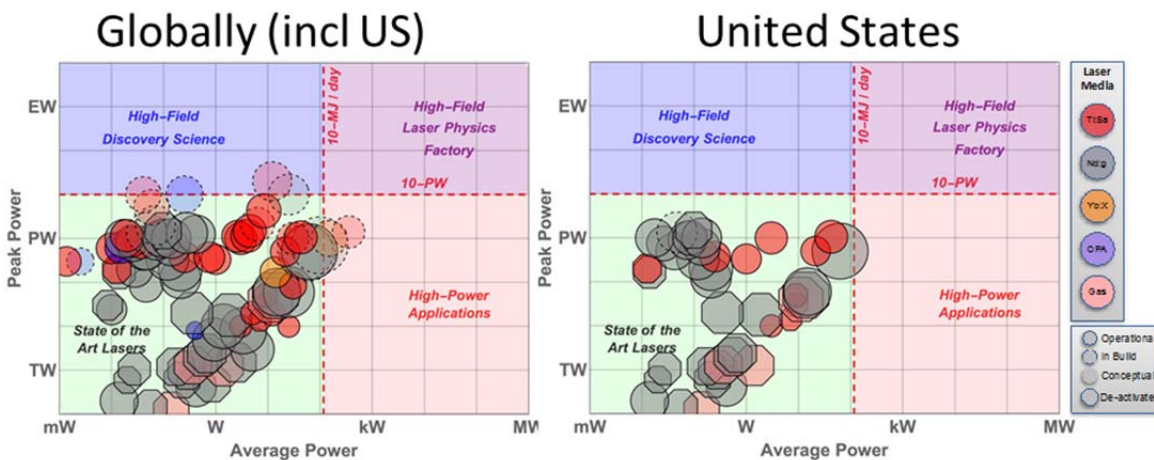 Globally (incl US)
United States
EW
PW
TW
Peak Power
High-Field
Discovery Science
10-MJ / day
High-Field
Laser Physics
Factory
10-PW
State of the
Art Lasers
High-Power
Applications
mW
W
kW
MW
Average Power
EW
PW
TW
Peak Power
High-Field
Discovery Science
10-MJ / day
High-Field
Laser Physics
Factory
10-PW
State of the
Art Lasers
High-Power
Applications
mW
W
kW
MW
Average Power
Laser
Media
Ti:Sa
Nd:g
Yb:X
OPA
Gas
Operationa
In Build
Conceptual
De-activate